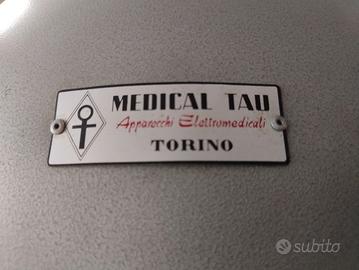 MEDICAL TAU
Apparecchi Elettromedicali
TORINO
subito